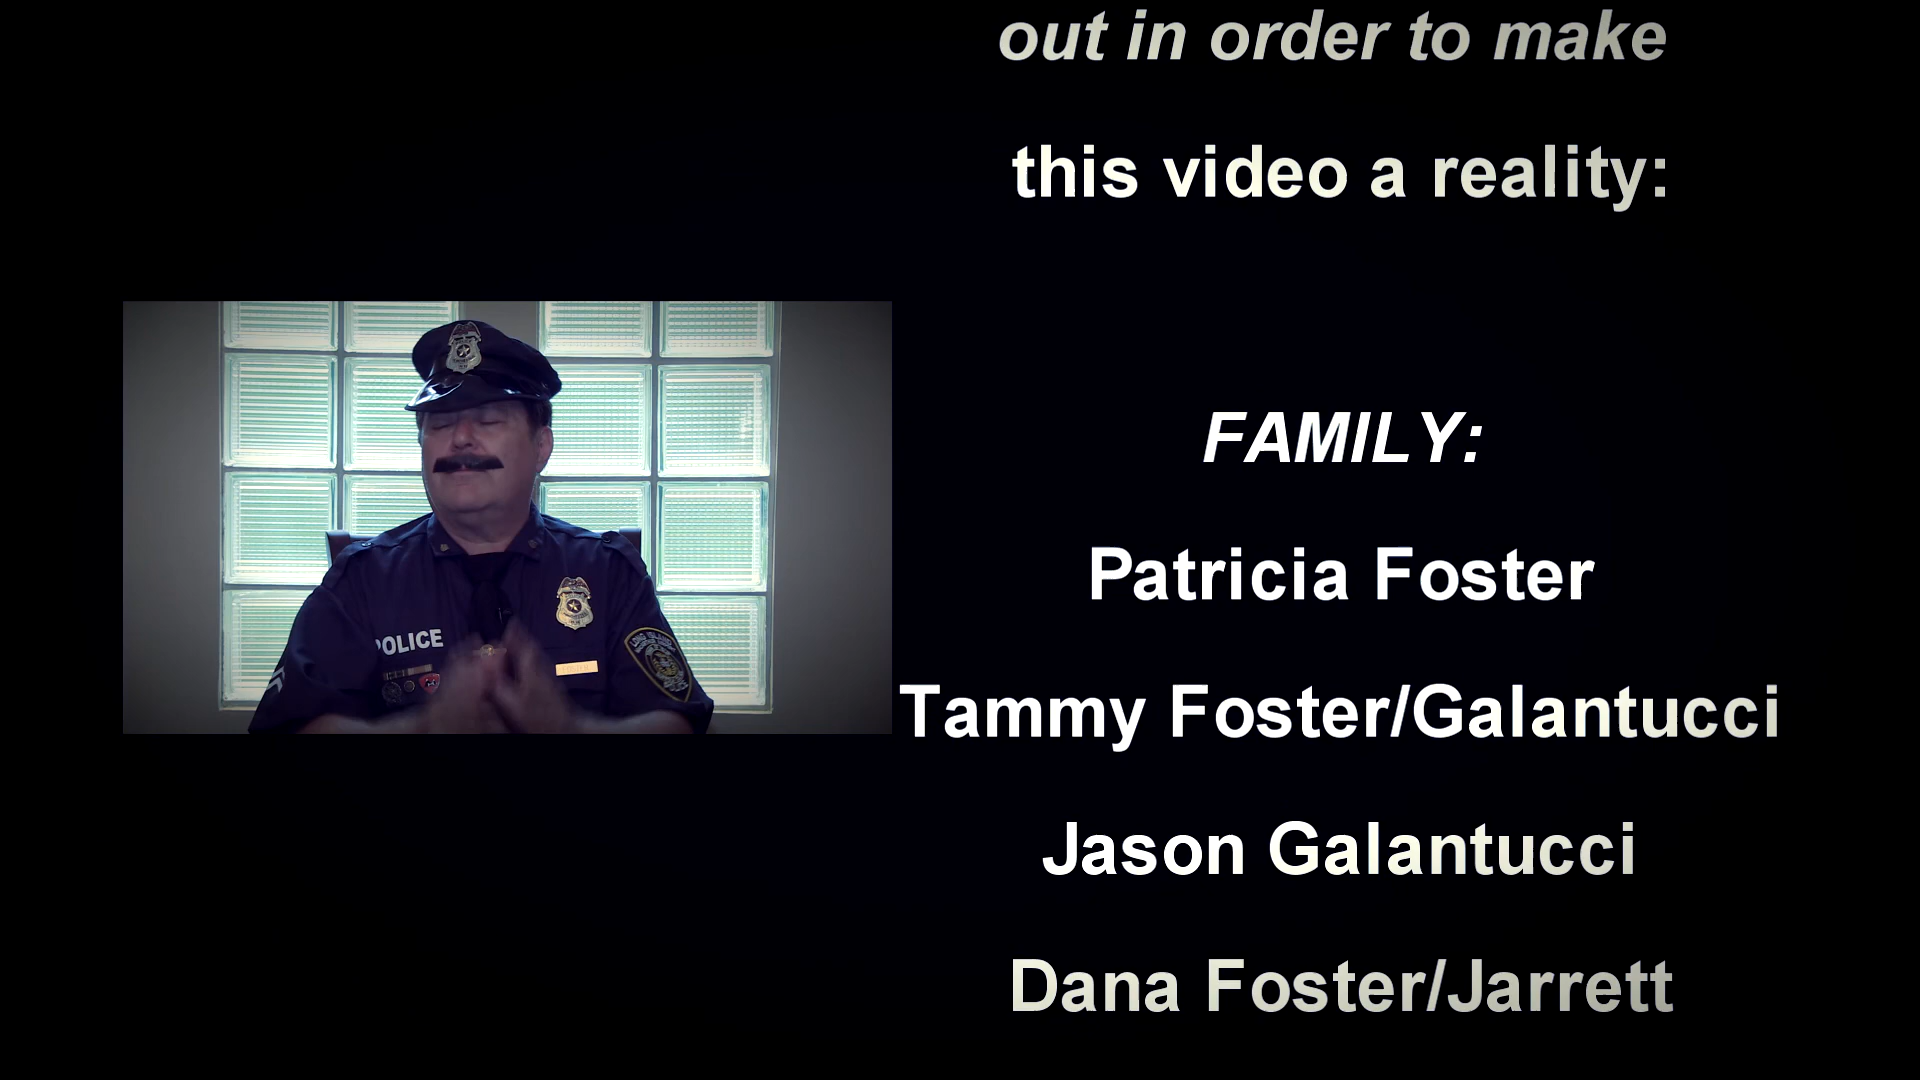 out in order to make
this video a reality:
FAMILY:
Patricia Foster
Tammy Foster/Galantucci
Jason Galantucci
Dana Foster/Jarrett
POLICE